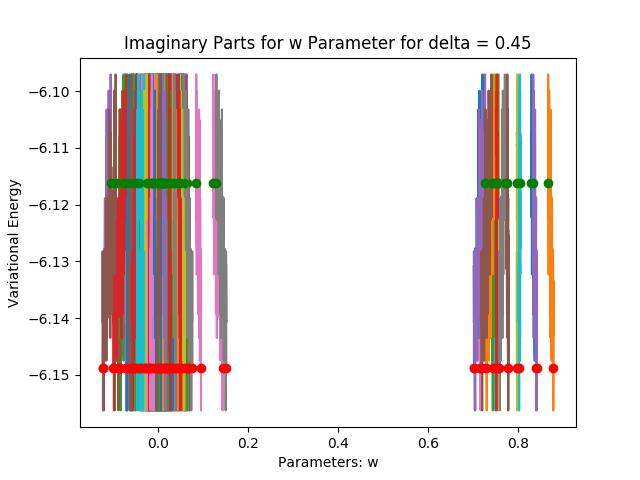 Imaginary Parts for w Parameter for delta = 0.45
Variational Energy
−6.10
−6.11
−6.12
−6.13
−6.14
−6.15
0.0 0.2 0.4 0.6 0.8
Parameters: w